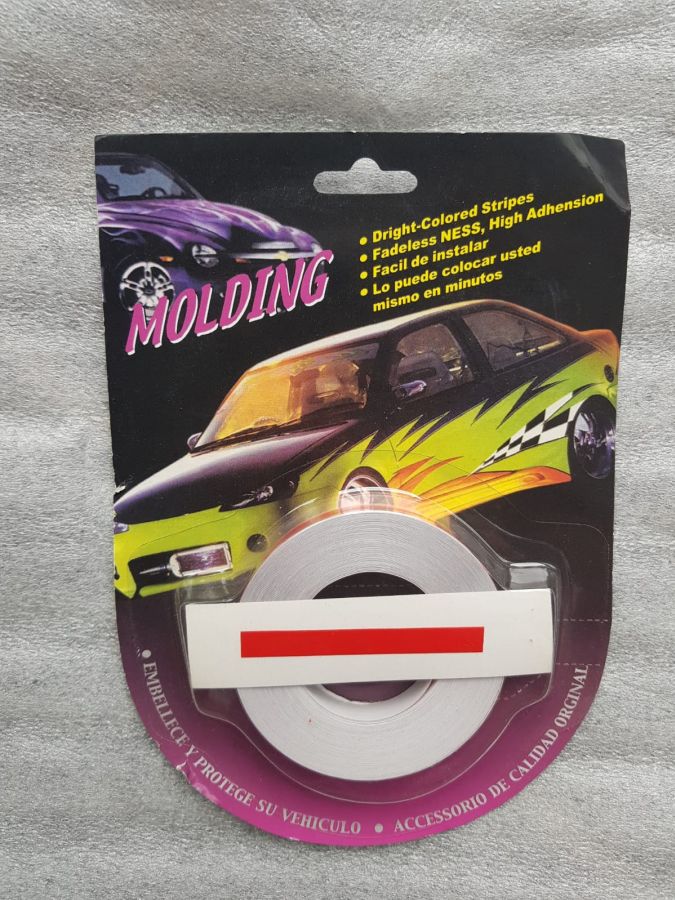 • Dright-Colored Stripes
• Fadeless NESS, High Adhension
• Facil de instalar
• Lo puede colocar usted
mismo en minutos
MOLDING
• EMBELLECE Y PROTEGE SU VEHICULO • ACCESSORIO DE CALIDAD ORGINAL